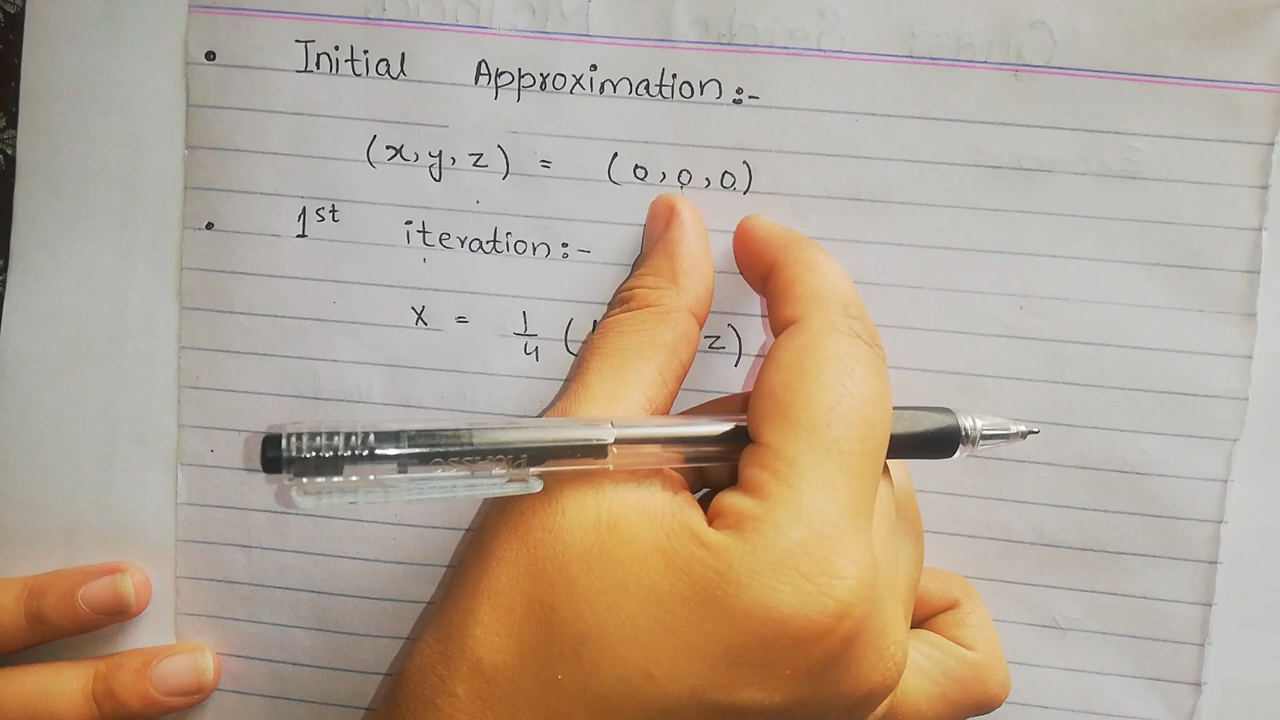 • Initial Approximation :-
(x, y, z) = (0, 0, 0)
• 1st iteration :-
x = 1/4 ( z)